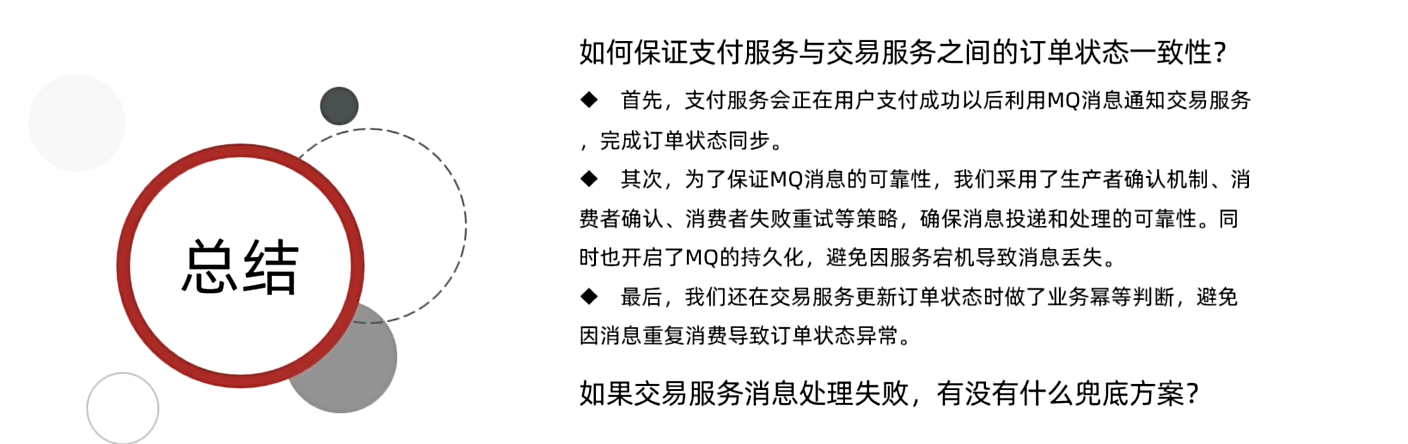 总结
如何保证支付服务与交易服务之间的订单状态一致性？
◆ 首先，支付服务会正在用户支付成功以后利用MQ消息通知交易服务
，完成订单状态同步。
◆ 其次，为了保证MQ消息的可靠性，我们采用了生产者确认机制、消
费者确认、消费者失败重试等策略，确保消息投递和处理的可靠性。同
时也开启了MQ的持久化，避免因服务宕机导致消息丢失。
◆ 最后，我们还在交易服务更新订单状态时做了业务幂等判断，避免
因消息重复消费导致订单状态异常。
如果交易服务消息处理失败，有没有什么兜底方案？